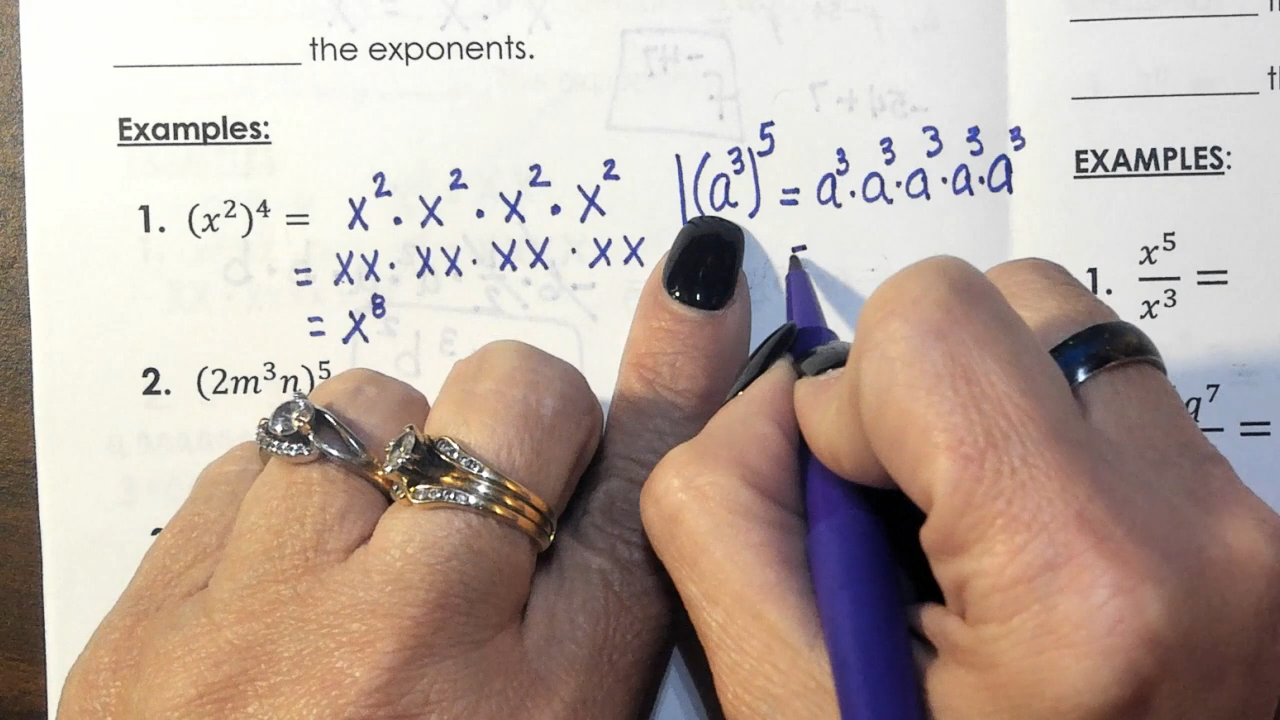 ____________ the exponents.
Examples:
1. (x²)⁴ = x² · x² · x² · x²
= xx · xx · xx · xx
= x⁸
|(a³)⁵ = a³ · a³ · a³ · a³ · a³
2. (2m³n)⁵
EXAMPLES:
1. x⁵/x³ =